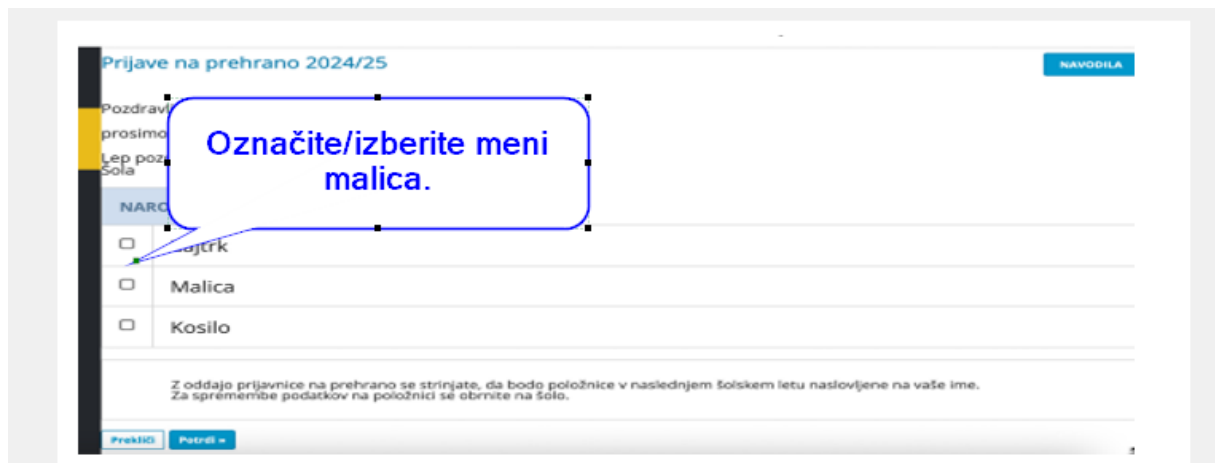 Prijave na prehrano 2024/25
NAVODILA
Označite/izberite meni
malica.
Šola
Malica
Kosilo
Z oddajo prijavnice na prehrano se strinjate, da bodo položnice v naslednjem šolskem letu naslovljene na vaše ime.
Za spremembe podatkov na položnici se obrnite na šolo.
Prekliči
Potrdi »